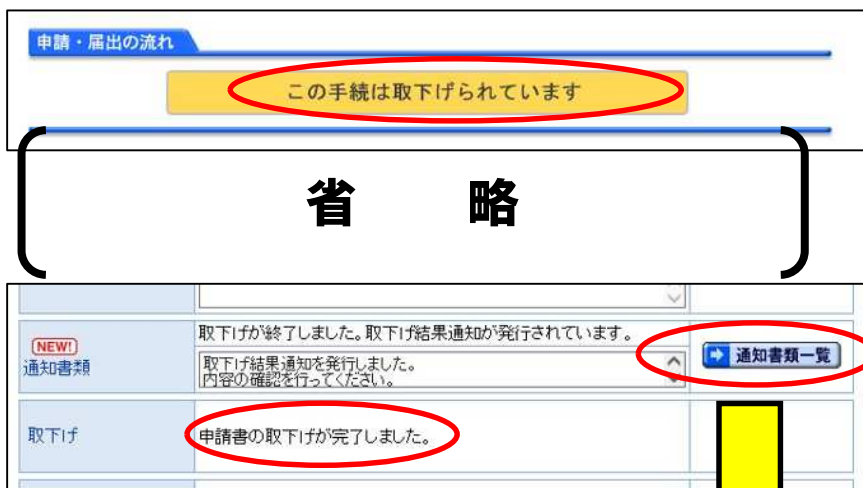 申請・届出の流れ
この手続は取下げられています
省 略
NEW!
通知書類
取下げが終了しました。取下げ結果通知が発行されています。
取下げ結果通知を発行しました。
内容の確認を行ってください。
通知書類一覧
取下げ
申請書の取下げが完了しました。